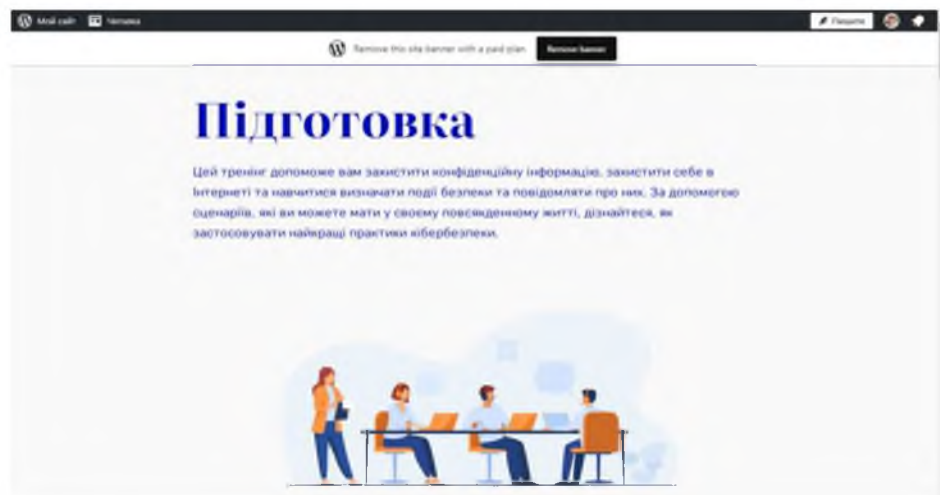 Мой сайт Читалка Пишите
Remove this site banner with a paid plan Remove banner
Підготовка
Цей тренінг допоможе вам захистити конфіденційну інформацію, захистити себе в
Інтернеті та навчитися визначати події безпеки та повідомляти про них. За допомогою
сценаріїв, які ви можете мати у своєму повсякденному житті, дізнайтеся, як
застосовувати найкращі практики кібербезпеки.